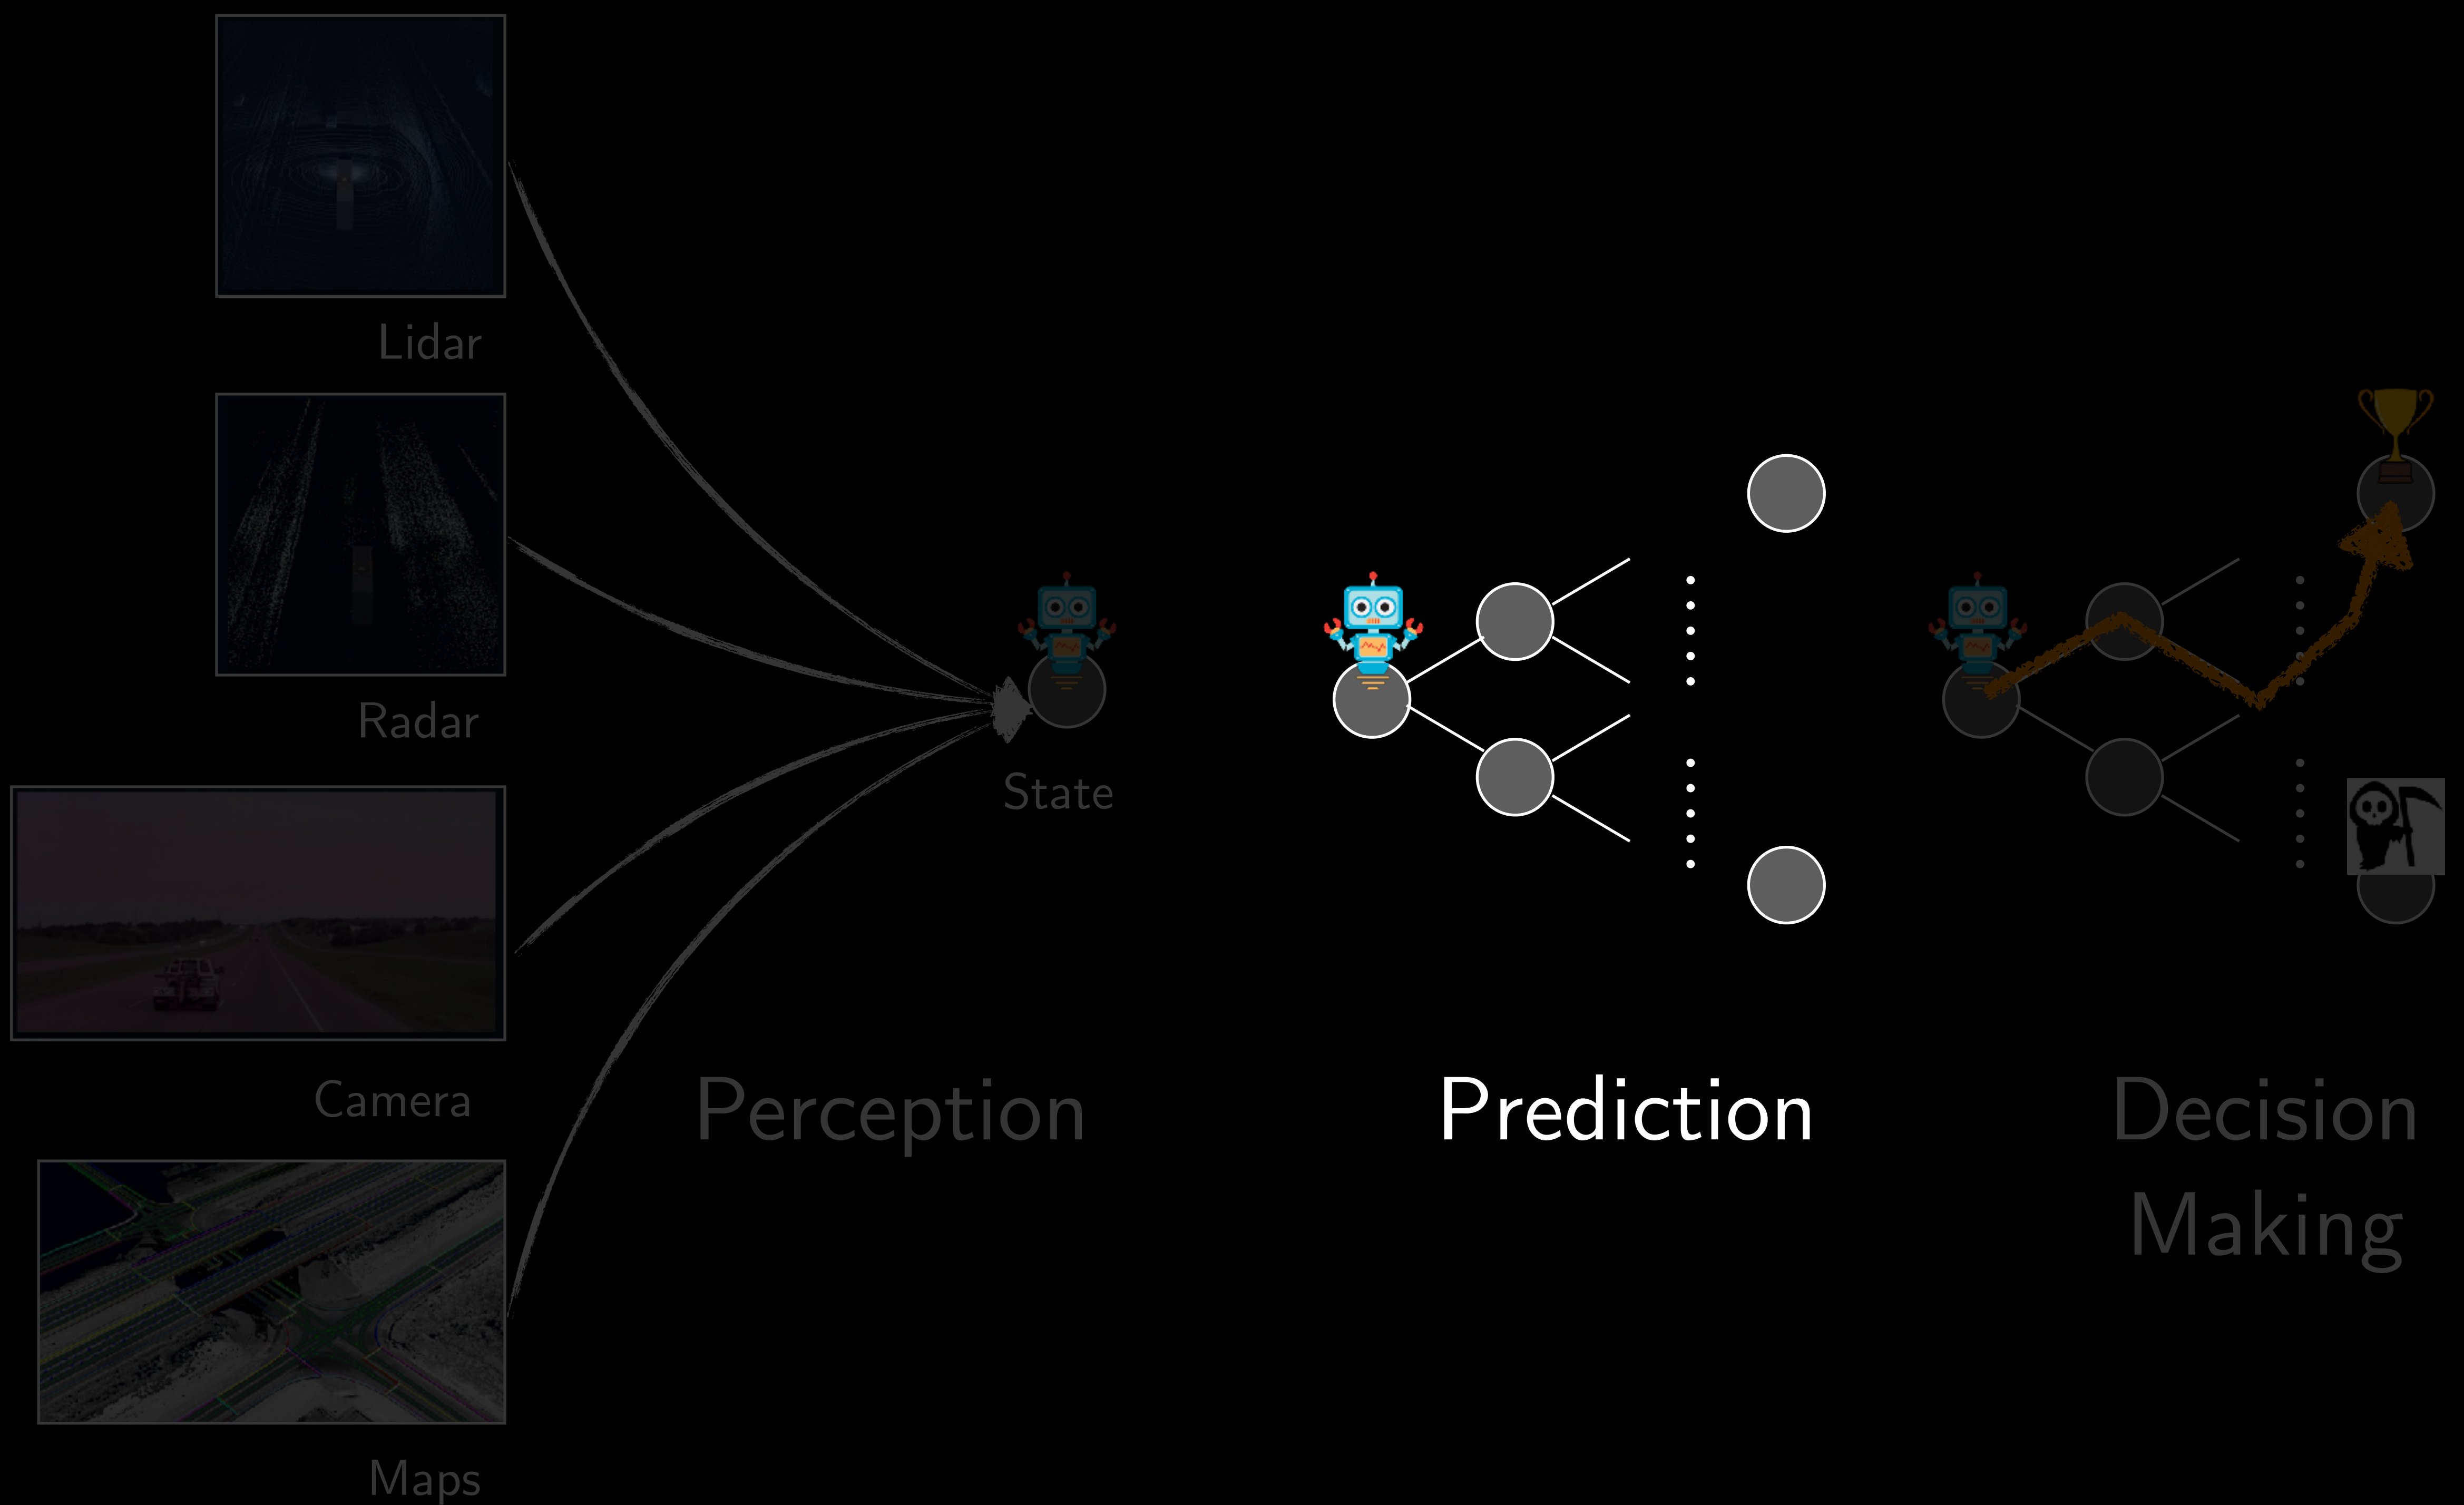 Lidar
Radar
Camera
Maps
State
Perception
Prediction
Decision
Making